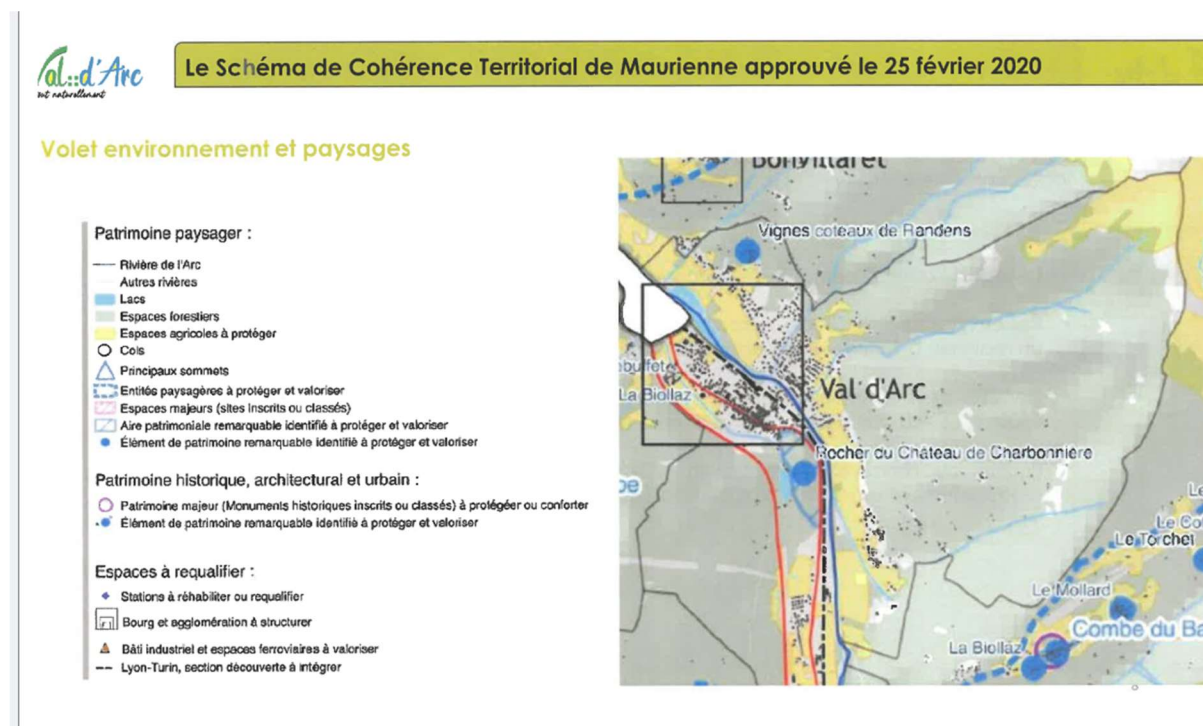 Val d'Arc
est naturellement
Le Schéma de Cohérence Territorial de Maurienne approuvé le 25 février 2020
Volet environnement et paysages
Patrimoine paysager :
Rivière de l'Arc
Autres rivières
Lacs
Espaces forestiers
Espaces agricoles à protéger
Cols
Principaux sommets
Entités paysagères à protéger et valoriser
Espaces majeurs (sites inscrits ou classés)
Aire patrimoniale remarquable identifié à protéger et valoriser
Élément de patrimoine remarquable identifié à protéger et valoriser
Patrimoine historique, architectural et urbain :
Patrimoine majeur (Monuments historiques inscrits ou classés) à protégéer ou conforter
Élément de patrimoine remarquable identifié à protéger et valoriser
Espaces à requalifier :
Stations à réhabiliter ou requalifier
Bourg et agglomération à structurer
Bâti industriel et espaces ferroviaires à valoriser
Lyon-Turin, section découverte à intégrer
Bonvillaret
Vignes coteaux de Randens
La Biollaz
Val d'Arc
Rocher du Château de Charbonnière
Le Torchet
Le Mollard
Combe du
La Biollaz